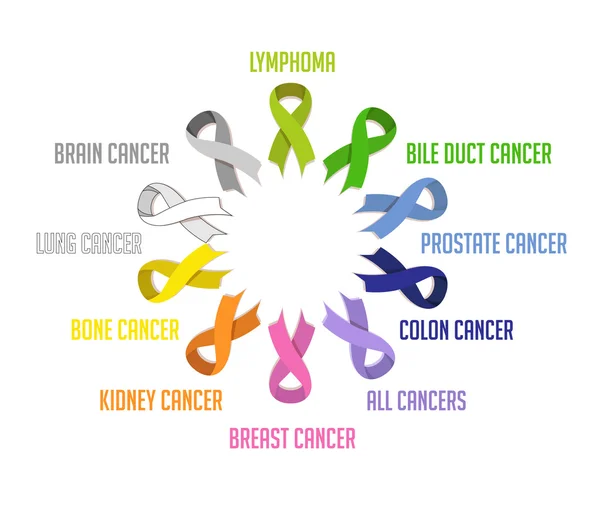 LYMPHOMA
BRAIN CANCER
BILE DUCT CANCER
LUNG CANCER
PROSTATE CANCER
BONE CANCER
COLON CANCER
KIDNEY CANCER
ALL CANCERS
BREAST CANCER